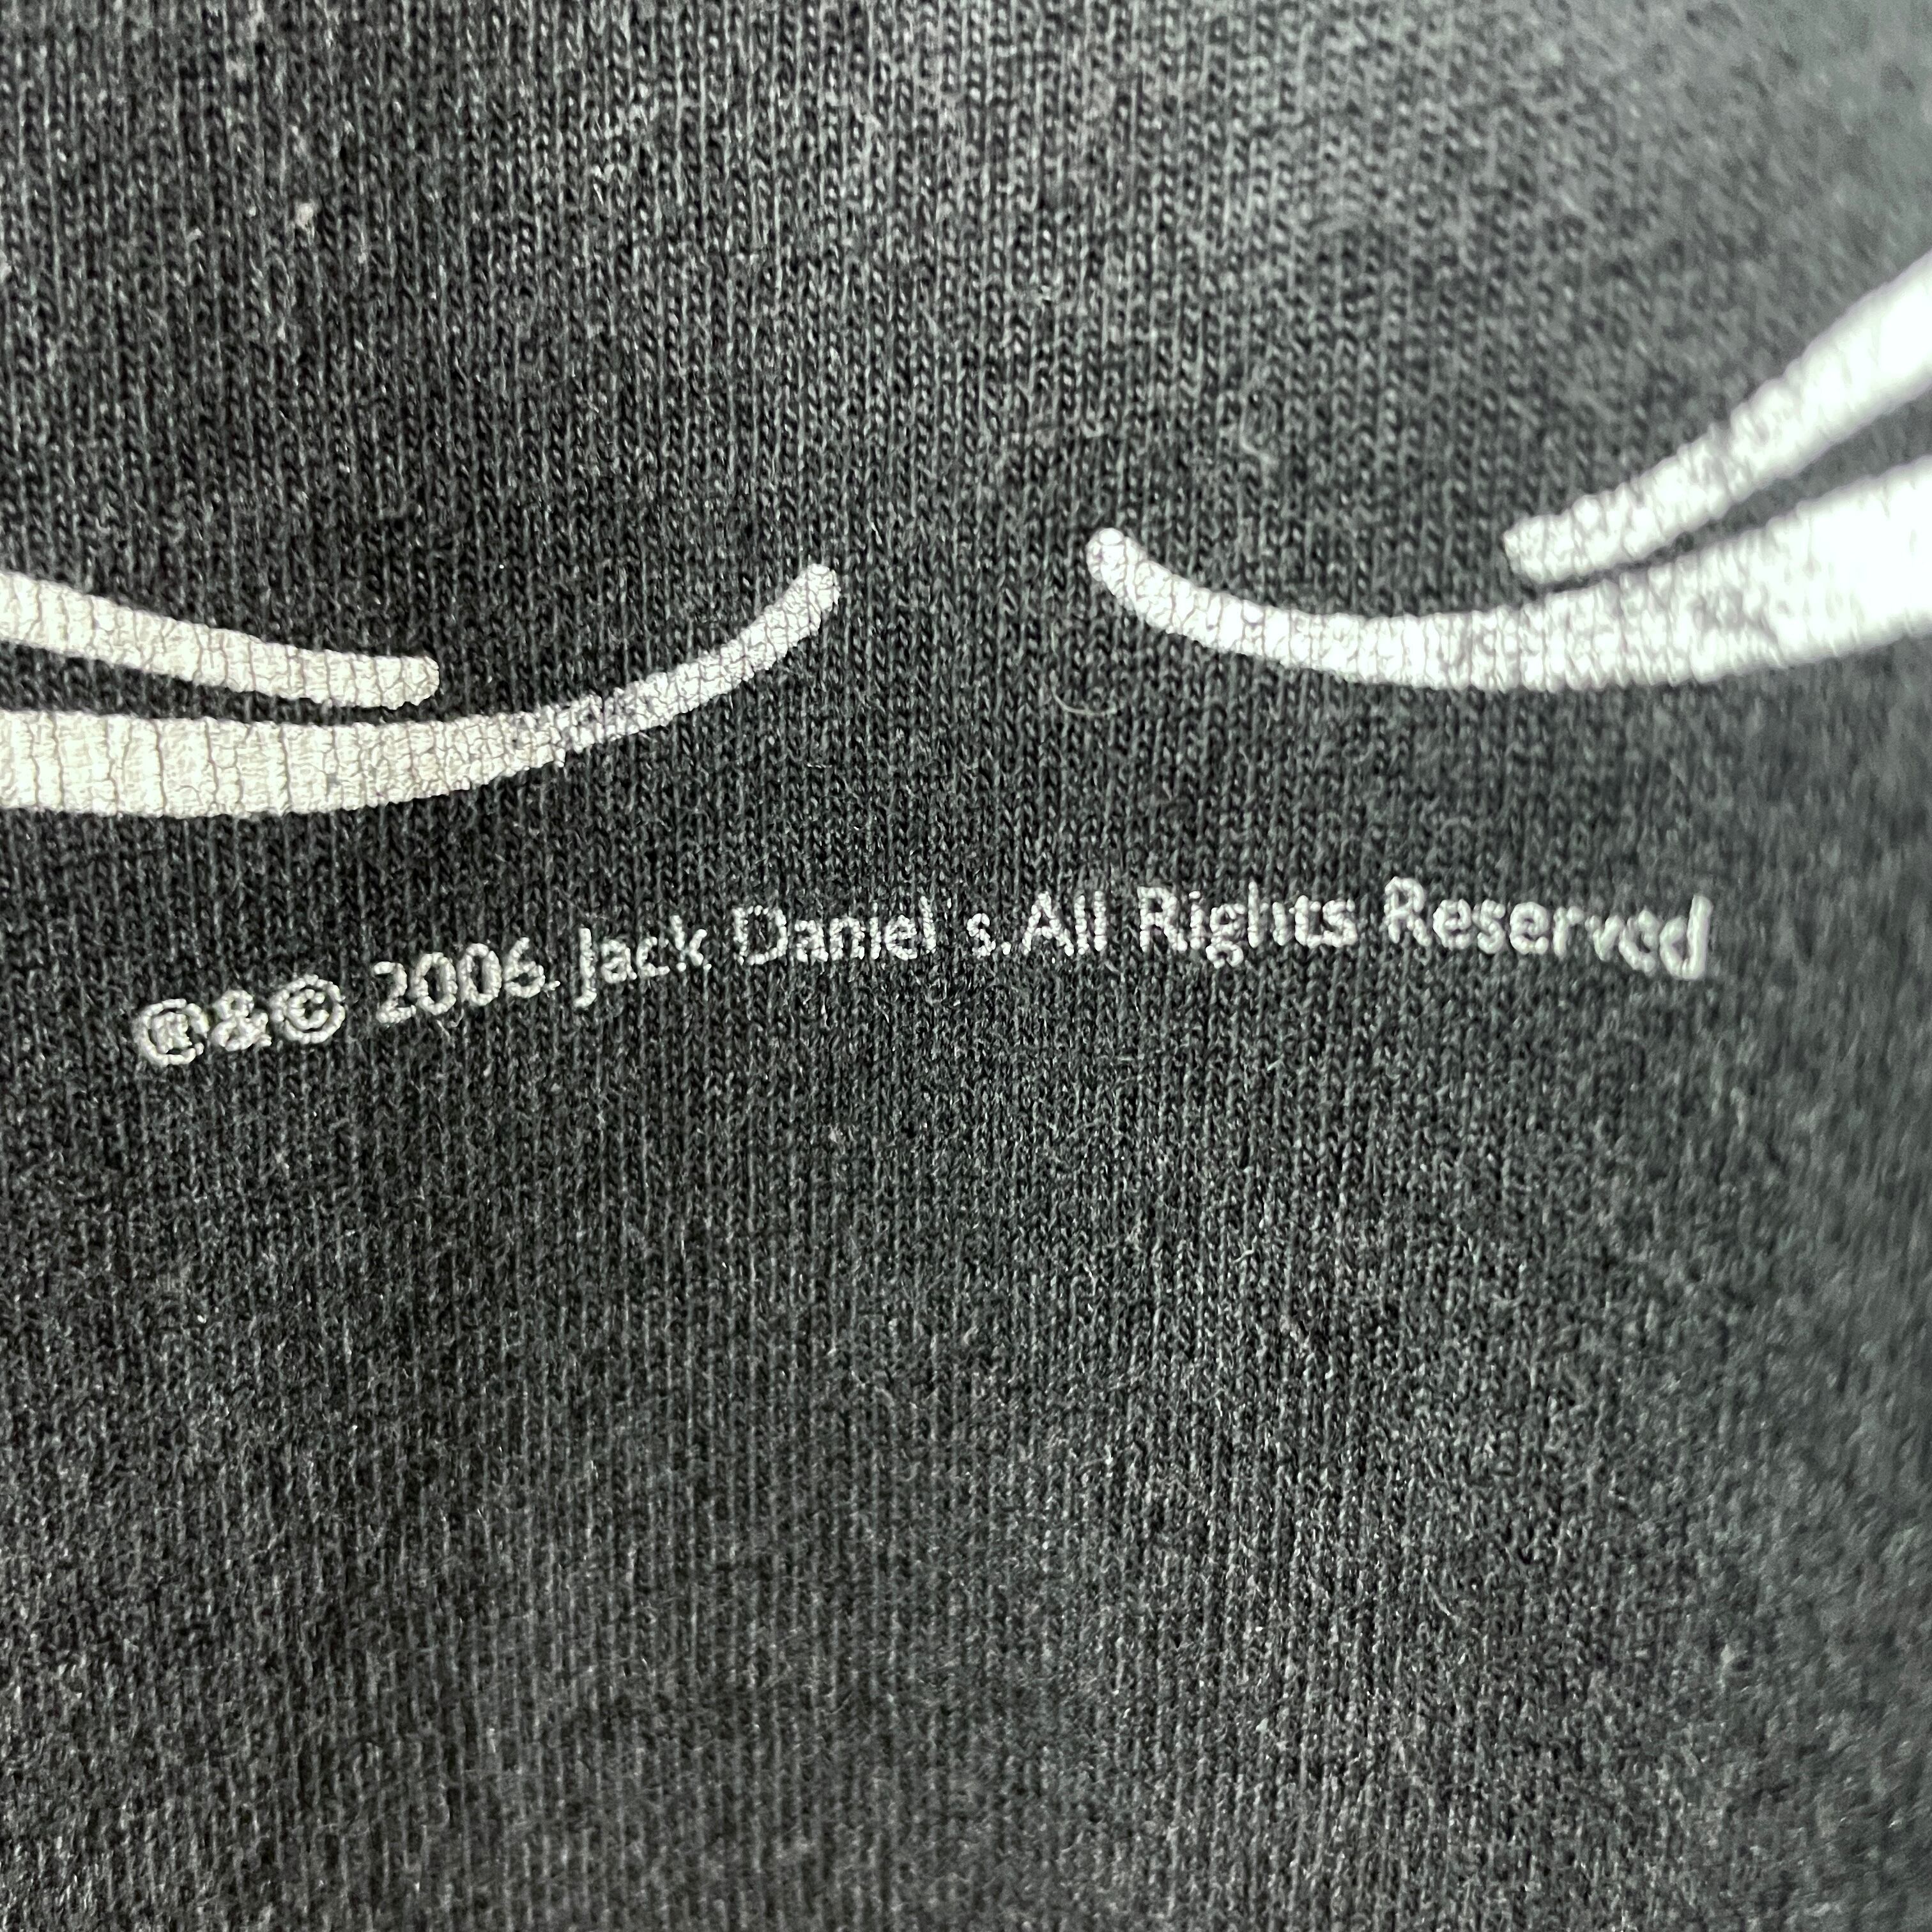 ®&© 2006. Jack Daniel's. All Rights Reserved